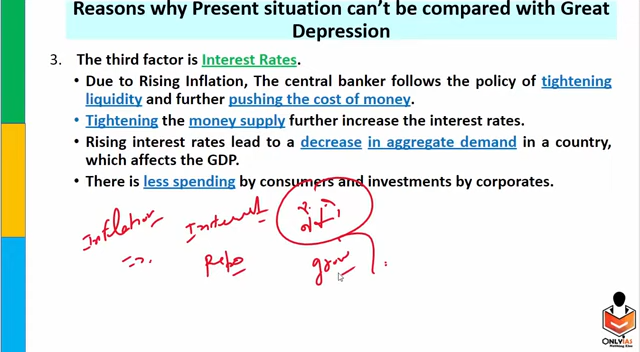 Reasons why Present situation can't be compared with Great
Depression
3. The third factor is Interest Rates.
• Due to Rising Inflation, The central banker follows the policy of tightening
liquidity and further pushing the cost of money.
• Tightening the money supply further increase the interest rates.
• Rising interest rates lead to a decrease in aggregate demand in a country,
which affects the GDP.
• There is less spending by consumers and investments by corporates.
Inflation Interest
Repo
ONLYIAS